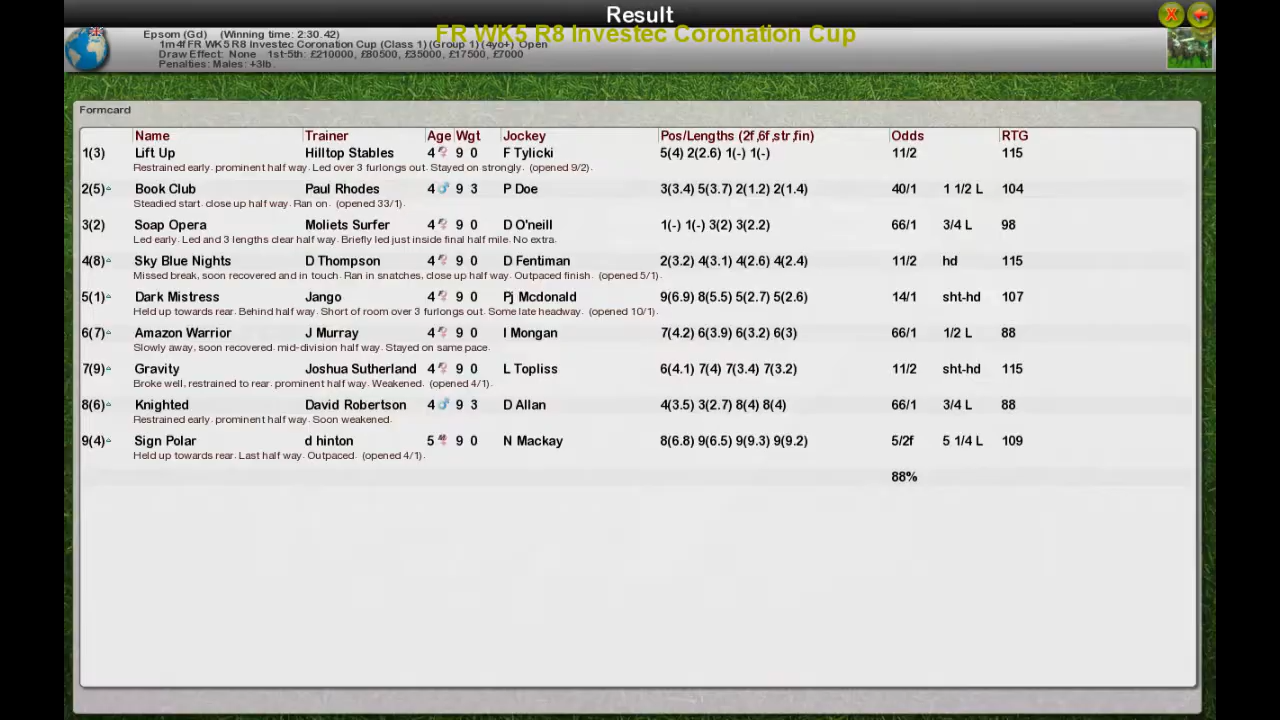 Result
FR WK5 R8 Investec Coronation Cup
Epsom (Gd) (Winning time: 2:30.42)
1m4f FR WK5 R8 Investec Coronation Cup (Class 1) (Group 1) (4yo+) Open
Draw Effect: None 1st-5th: £210000, £80500, £35000, £17500, £7000
Penalties: Males: +3lb.
Formcard
Name Trainer Age Wgt Jockey Pos/Lengths (2f,6f,str,fin) Odds RTG
1(3) Lift Up Hilltop Stables 4 9 0 F Tylicki 5(4) 2(2.6) 1(-) 1(-) 11/2 115
Restrained early. prominent half way. Led over 3 furlongs out. Stayed on strongly. (opened 9/2).
2(5) Book Club Paul Rhodes 4 9 3 P Doe 3(3.4) 5(3.7) 2(1.2) 2(1.4) 40/1 1 1/2 L 104
Steadied start. close up half way. Ran on. (opened 33/1).
3(2) Soap Opera Moliets Surfer 4 9 0 D O'neill 1(-) 1(-) 3(2) 3(2.2) 66/1 3/4 L 98
Led early. Led and 3 lengths clear half way. Briefly led just inside final half mile. No extra.
4(8) Sky Blue Nights D Thompson 4 9 0 D Fentiman 2(3.2) 4(3.1) 4(2.6) 4(2.4) 11/2 hd 115
Missed break, soon recovered and in touch. Ran in snatches, close up half way. Outpaced finish. (opened 5/1).
5(1) Dark Mistress Jango 4 9 0 Pj Mcdonald 9(6.9) 8(5.5) 5(2.7) 5(2.6) 14/1 sht-hd 107
Held up towards rear. Behind half way. Short of room over 3 furlongs out. Some late headway. (opened 10/1).
6(7) Amazon Warrior J Murray 4 9 0 I Mongan 7(4.2) 6(3.9) 6(3.2) 6(3) 66/1 1/2 L 88
Slowly away, soon recovered. mid-division half way. Stayed on same pace.
7(9) Gravity Joshua Sutherland 4 9 0 L Topliss 6(4.1) 7(4) 7(3.4) 7(3.2) 11/2 sht-hd 115
Broke well, restrained to rear. prominent half way. Weakened. (opened 4/1).
8(6) Knighted David Robertson 4 9 3 D Allan 4(3.5) 3(2.7) 8(4) 8(4) 66/1 3/4 L 88
Restrained early. prominent half way. Soon weakened.
9(4) Sign Polar d hinton 5 9 0 N Mackay 8(6.8) 9(6.5) 9(9.3) 9(9.2) 5/2f 5 1/4 L 109
Held up towards rear. Last half way. Outpaced. (opened 4/1).
88%